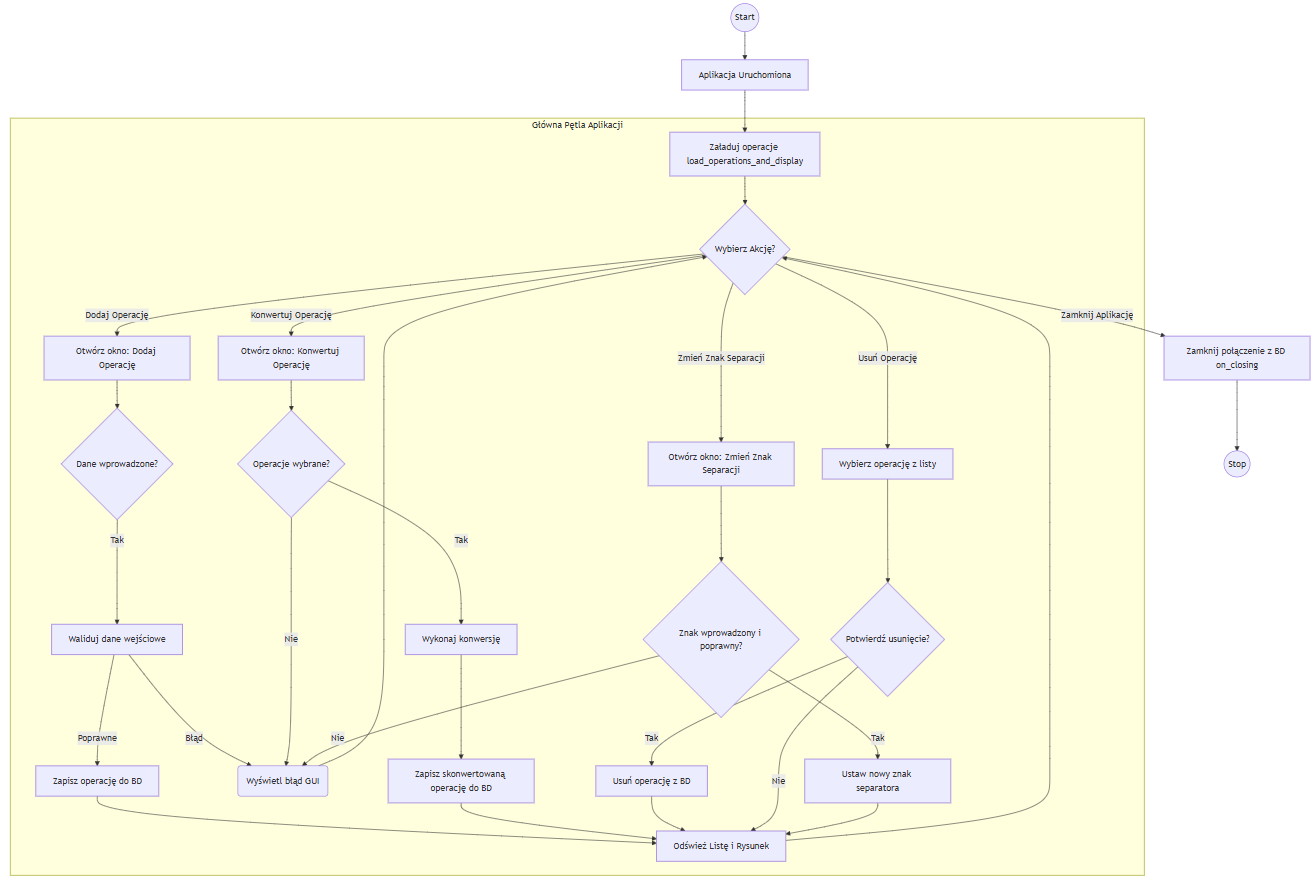 Start
Aplikacja Uruchomiona
Główna Pętla Aplikacji
Załaduj operacje
load_operations_and_display
Wybierz Akcję?
Dodaj Operację
Konwertuj Operację
Zamknij Aplikację
Otwórz okno: Dodaj
Operację
Otwórz okno: Konwertuj
Operację
Zmień Znak Separacji
Usuń Operację
Zamknij połączenie z BD
on_closing
Dane wprowadzone?
Operacje wybrane?
Otwórz okno: Zmień Znak
Separacji
Wybierz operację z listy
Stop
Tak
Tak
Waliduj dane wejściowe
Nie
Wykonaj konwersję
Znak wprowadzony i
poprawny?
Potwierdź usunięcie?
Poprawne
Błąd
Nie
Tak
Tak
Zapisz operację do BD
Wyświetl błąd GUI
Zapisz skonwertowaną
operację do BD
Usuń operację z BD
Nie
Ustaw nowy znak
separatora
Odśwież Listę i Rysunek